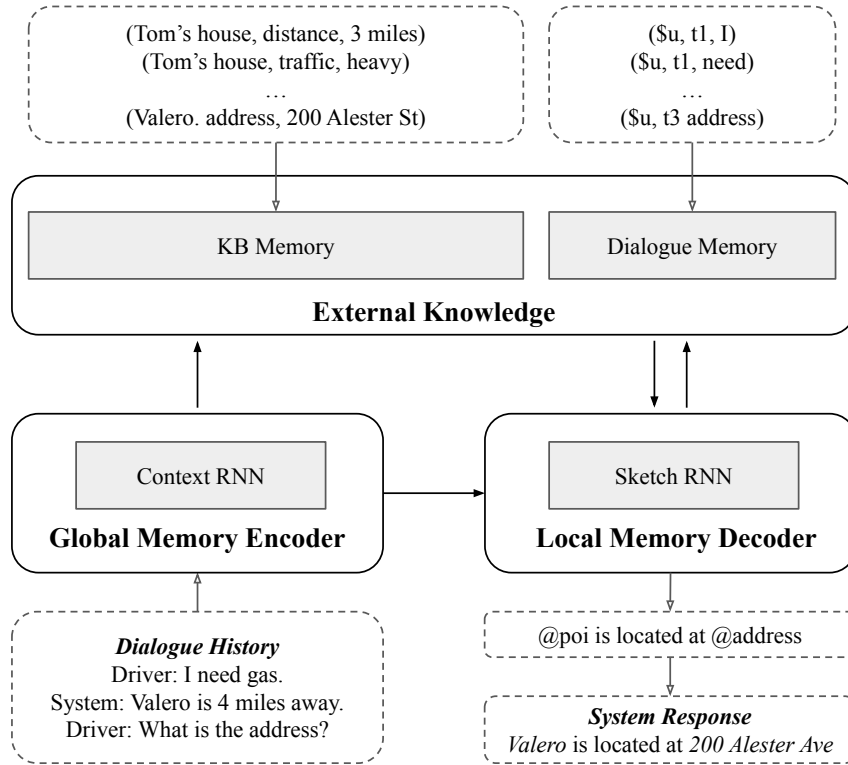 (Tom's house, distance, 3 miles)
(Tom's house, traffic, heavy)
…
(Valero. address, 200 Alester St)
($u, t1, I)
($u, t1, need)
…
($u, t3 address)
KB Memory
Dialogue Memory
External Knowledge
Context RNN
Global Memory Encoder
Sketch RNN
Local Memory Decoder
Dialogue History
Driver: I need gas.
System: Valero is 4 miles away.
Driver: What is the address?
@poi is located at @address
System Response
Valero is located at 200 Alester Ave